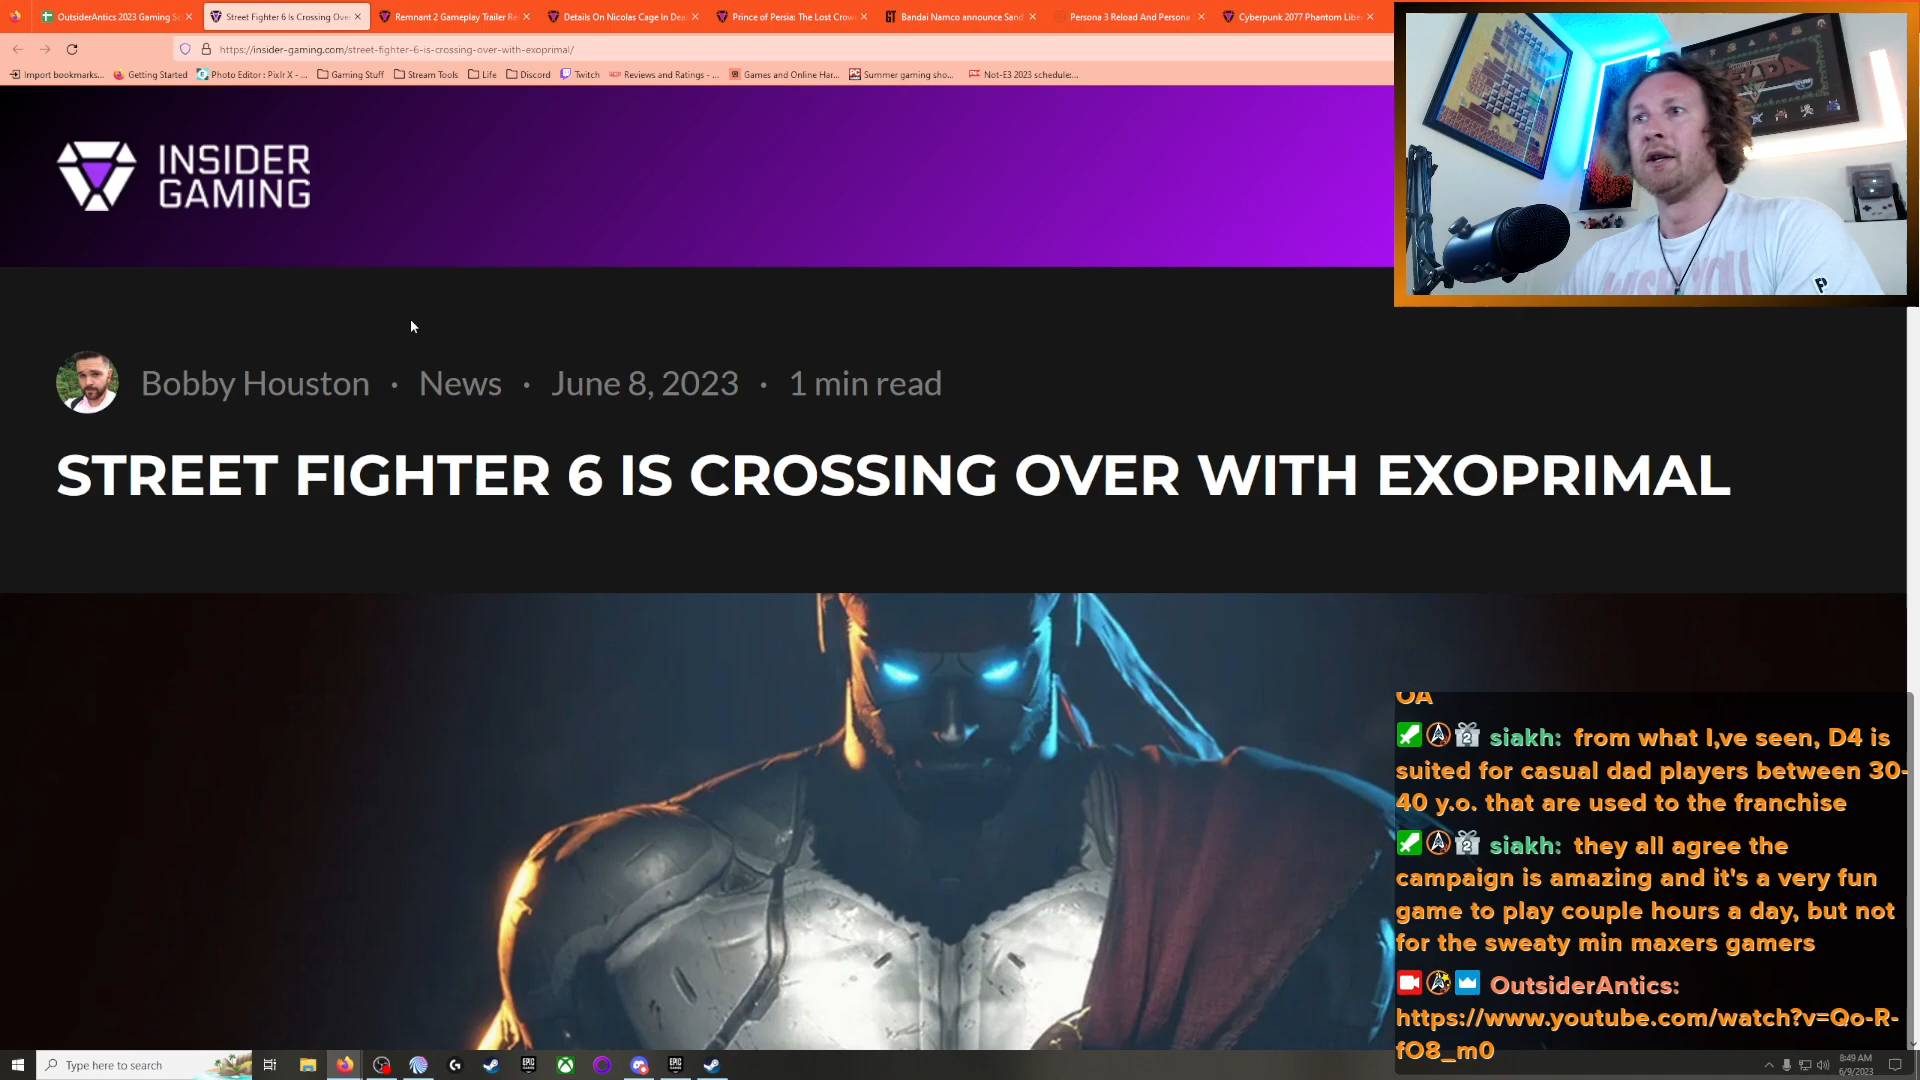 OutsiderAntics 2023 Gaming Sc
Street Fighter 6 Is Crossing Over
Remnant 2 Gameplay Trailer Re
Details On Nicolas Cage In Dea
Prince of Persia: The Lost Crow
Bandai Namco announce Sand
Persona 3 Reload And Persona
Cyberpunk 2077 Phantom Libe
https://insider-gaming.com/street-fighter-6-is-crossing-over-with-exoprimal/
Import bookmarks...
Getting Started
Photo Editor : Pixlr X - ...
Gaming Stuff
Stream Tools
Life
Discord
Twitch
Reviews and Ratings - ...
Games and Online Har...
Summer gaming sho...
Not-E3 2023 schedule:...
INSIDER
GAMING
Bobby Houston · News · June 8, 2023 · 1 min read
STREET FIGHTER 6 IS CROSSING OVER WITH EXOPRIMAL
OA
siakh: from what I,ve seen, D4 is
suited for casual dad players between 30-
40 y.o. that are used to the franchise
siakh: they all agree the
campaign is amazing and it's a very fun
game to play couple hours a day, but not
for the sweaty min maxers gamers
OutsiderAntics:
https://www.youtube.com/watch?v=Qo-R-
fO8_m0
Type here to search
8:49 AM
6/9/2023